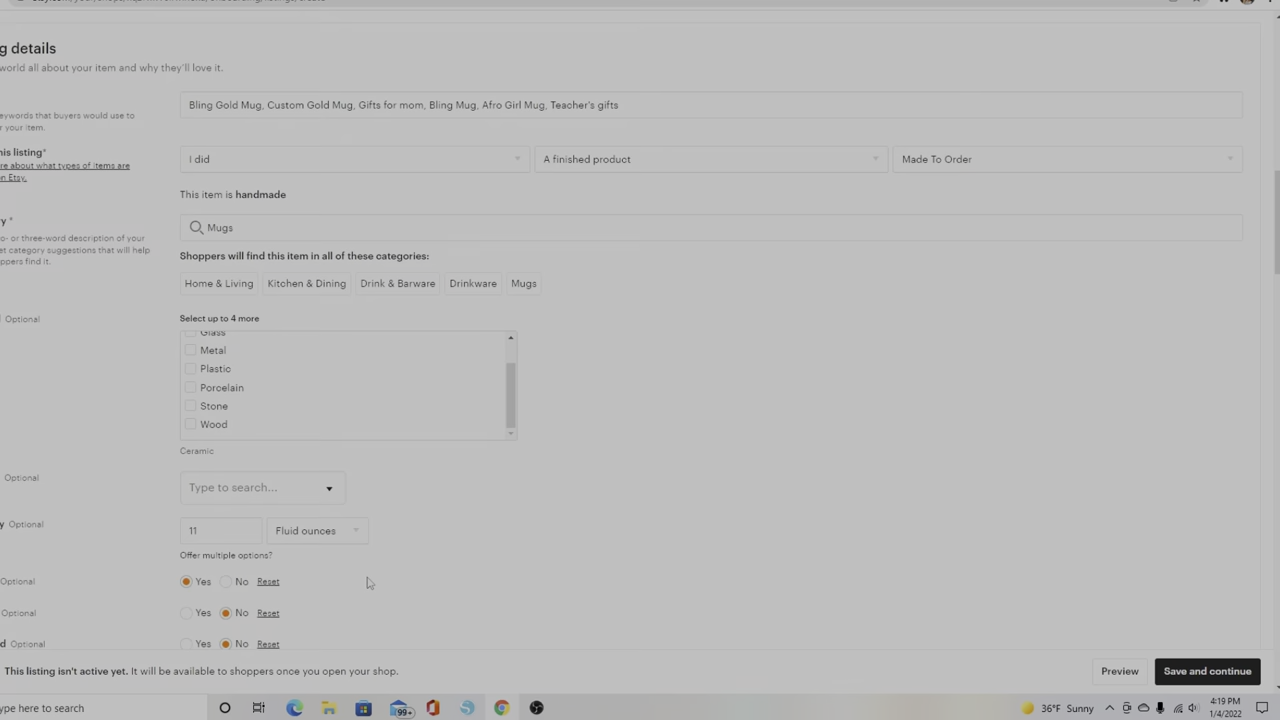 g details
world all about your item and why they'll love it.
Bling Gold Mug, Custom Gold Mug, Gifts for mom, Bling Mug, Afro Girl Mug, Teacher's gifts
eywords that buyers would use to
r your item.
his listing*
I did
A finished product
Made To Order
re about what types of items are
on Etsy.
This item is handmade
ry *
Mugs
o- or three-word description of your
at category suggestions that will help
oppers find it.
Shoppers will find this item in all of these categories:
Home & Living
Kitchen & Dining
Drink & Barware
Drinkware
Mugs
l Optional
Select up to 4 more
Glass
Metal
Plastic
Porcelain
Stone
Wood
Ceramic
Optional
Type to search...
y Optional
11
Fluid ounces
Offer multiple options?
Optional
Yes No Reset
Optional
Yes No Reset
d Optional
Yes No Reset
This listing isn't active yet. It will be available to shoppers once you open your shop.
Preview
Save and continue
ype here to search
99+
36°F Sunny
4:19 PM
1/4/2022